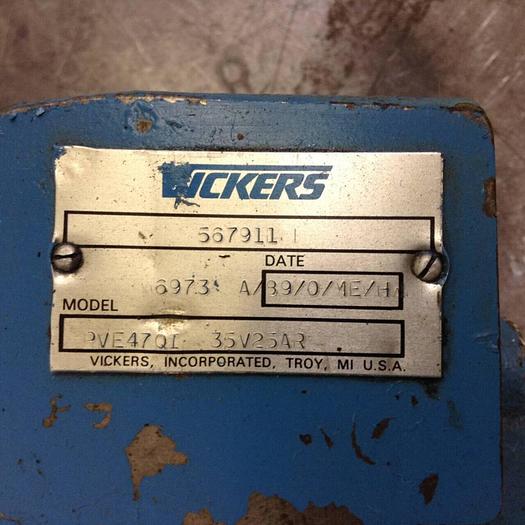 VICKERS
567911
DATE
6973 A/89/0/ME/H
MODEL
PVE47QI 35V25AR
VICKERS, INCORPORATED, TROY, MI U.S.A.